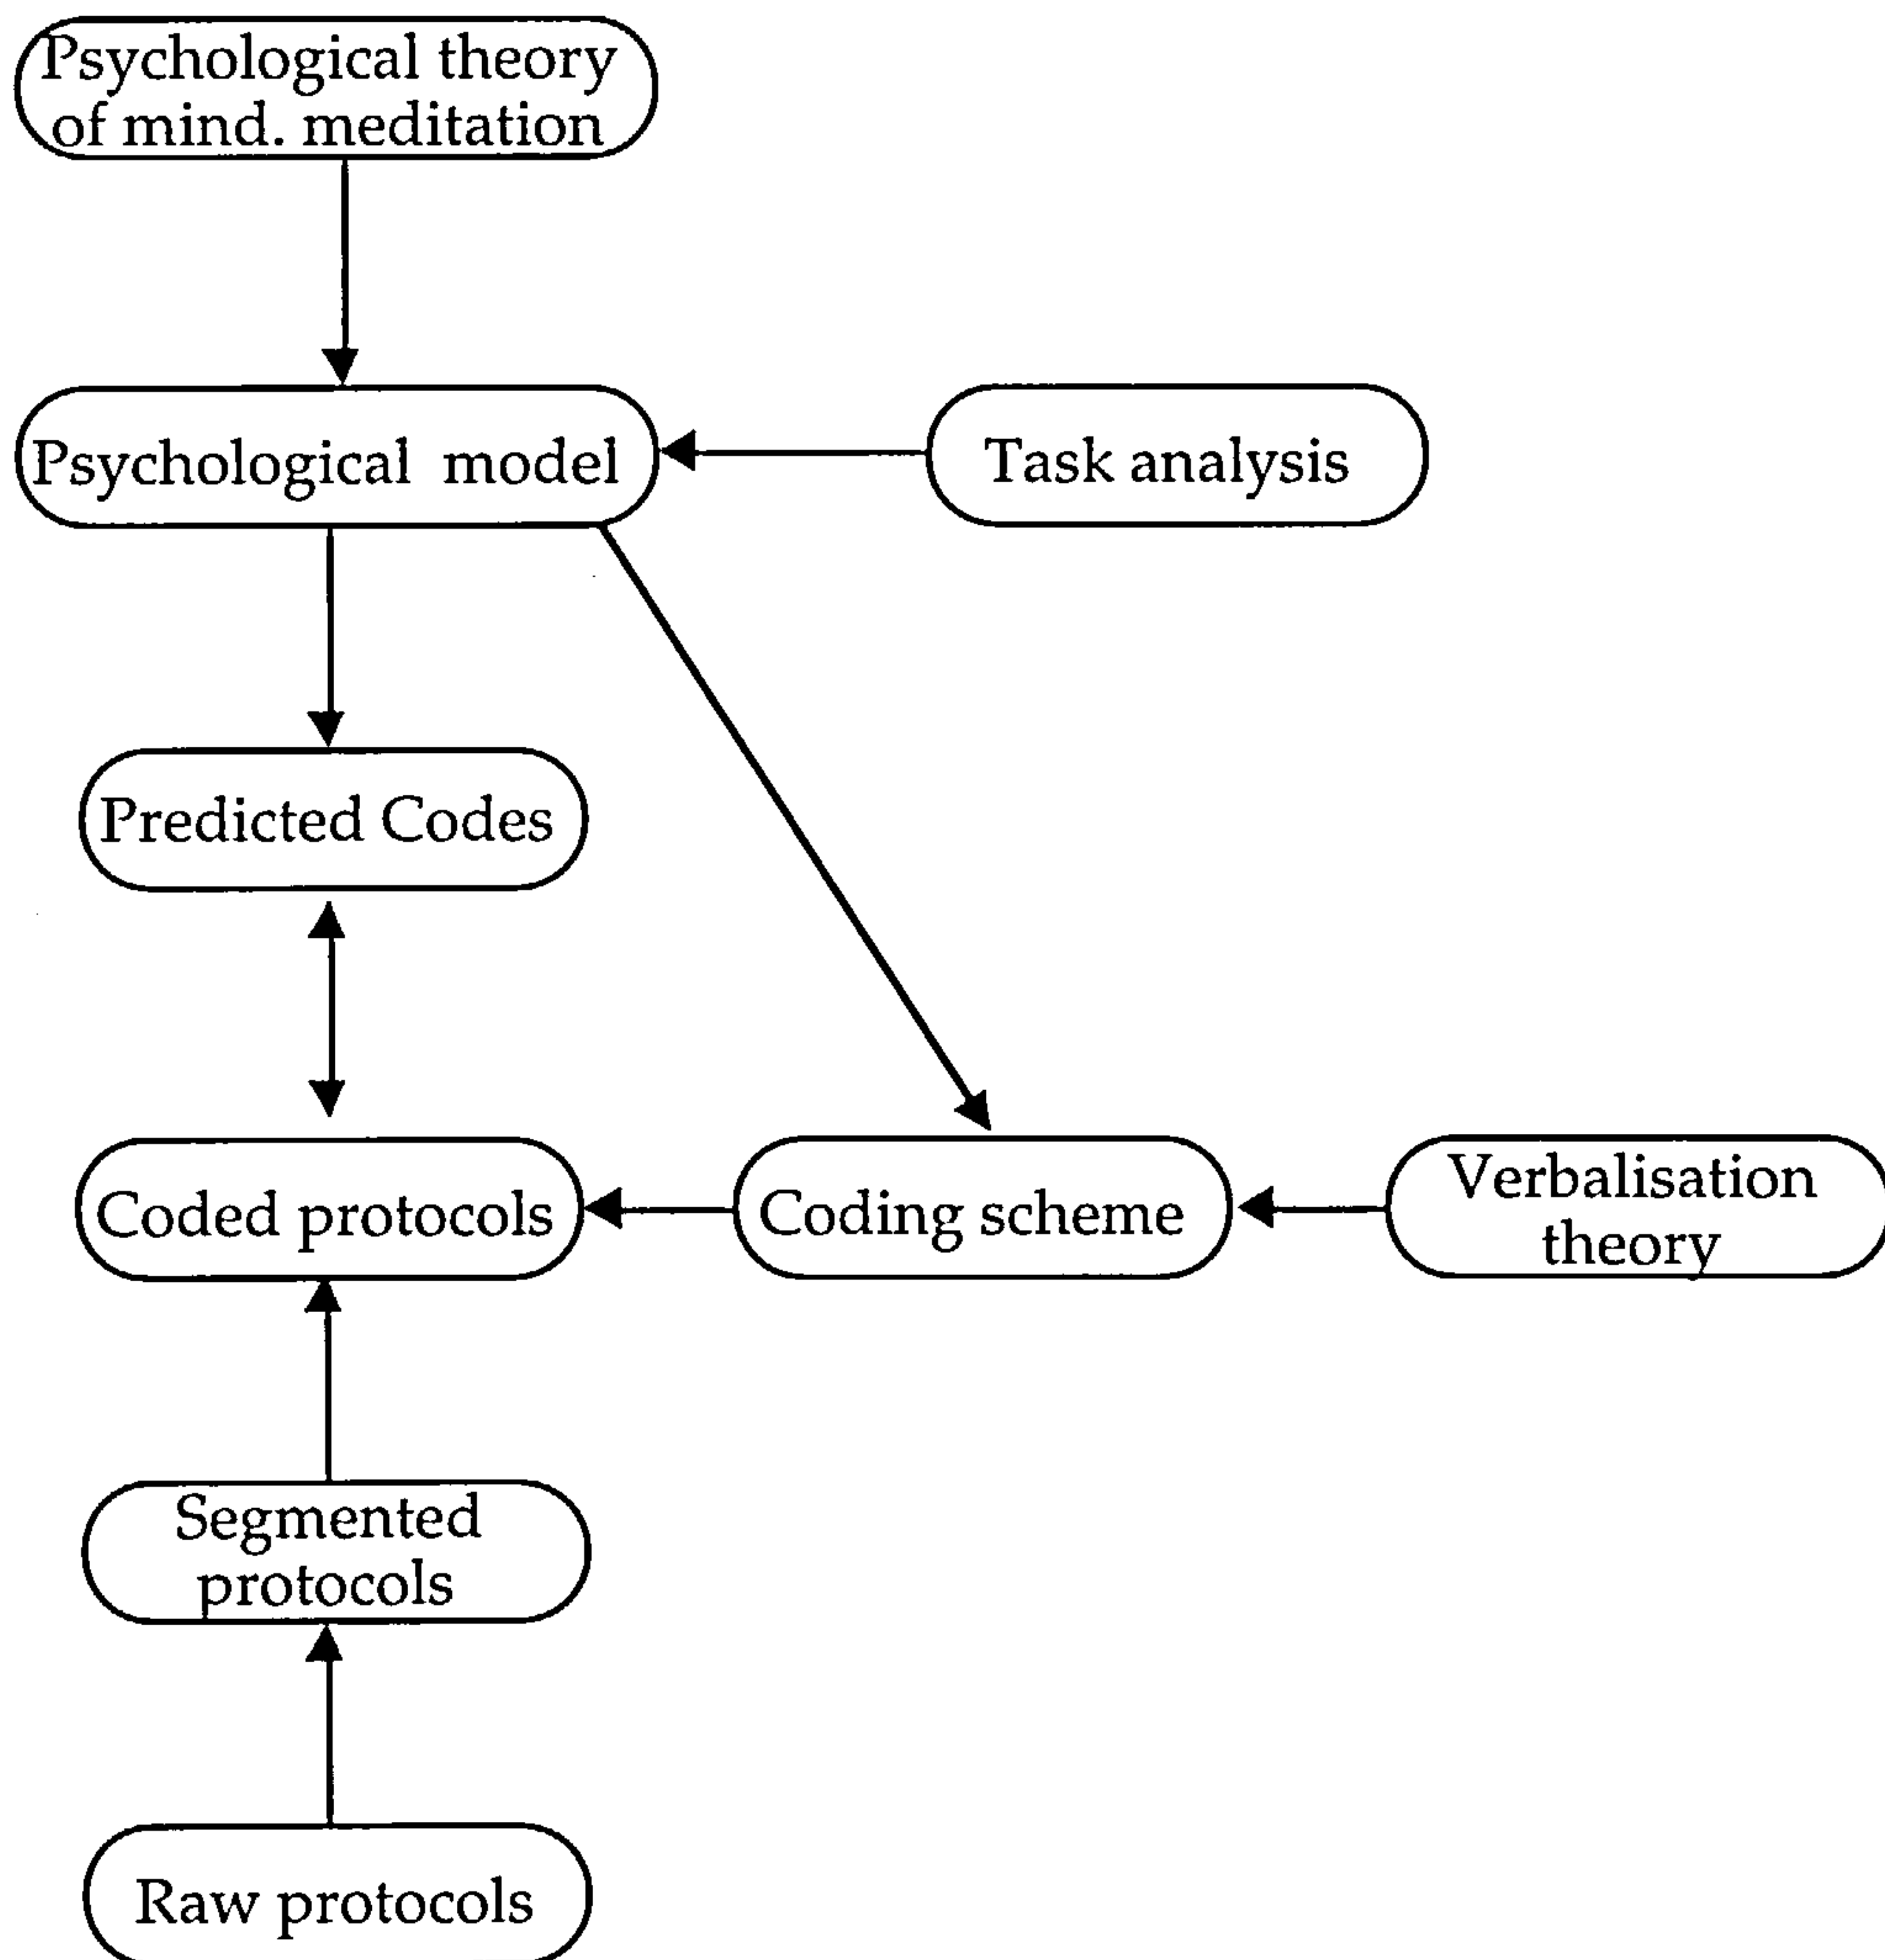 Psychological theory
of mind. meditation
Psychological model
Task analysis
Predicted Codes
Coded protocols
Coding scheme
Verbalisation
theory
Segmented
protocols
Raw protocols